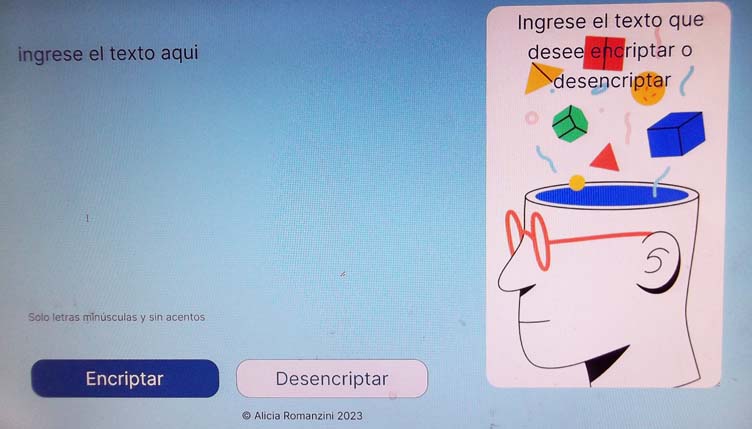 ingrese el texto aqui
Solo letras minúsculas y sin acentos
Encriptar
Desencriptar
© Alicia Romanzini 2023
Ingrese el texto que
desee encriptar o
desencriptar